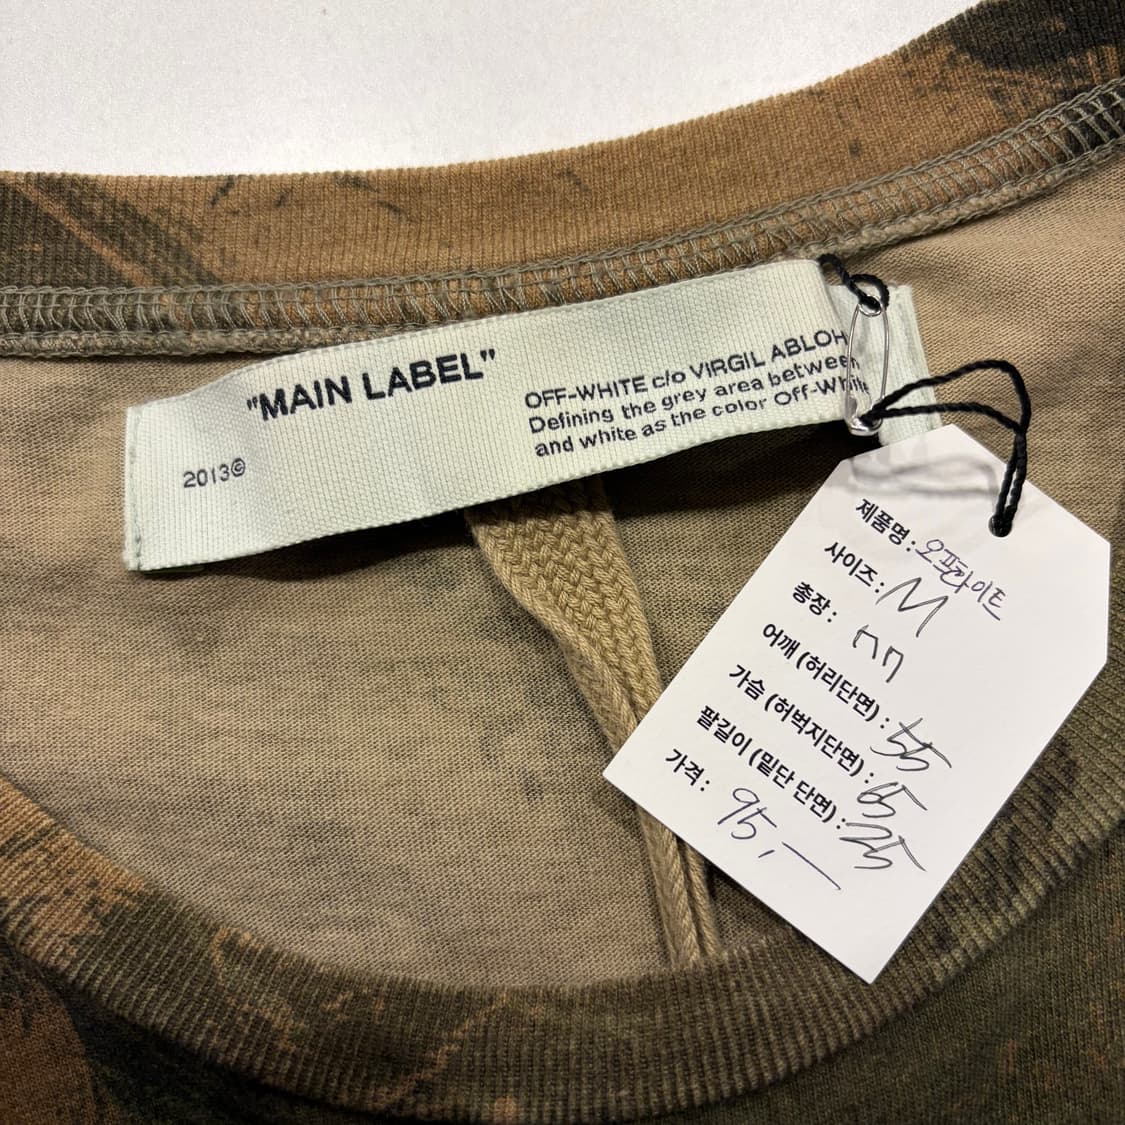 "MAIN LABEL"
2013©
OFF-WHITE c/o VIRGIL ABLOH
Defining the grey area between
and white as the color Off-White
제품명 : 오프화이트
사이즈 : M
총장 : 77
어깨 (허리단면) : 55
가슴 (허벅지단면) : 65
팔길이 (밑단 단면) : 25
가격 : 95,—